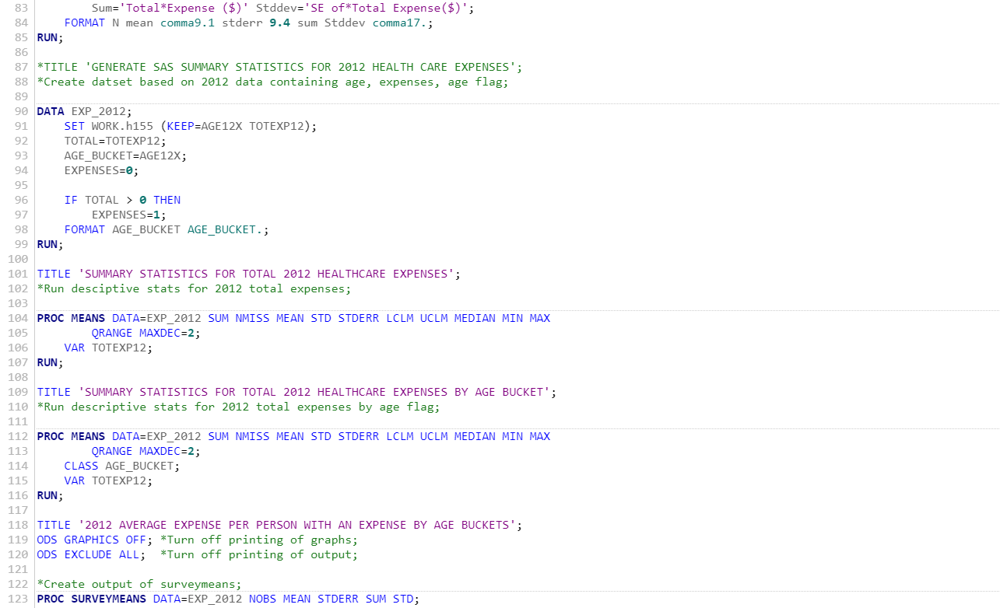 83         Sum='Total*Expense ($)' Stddev='SE of*Total Expense($)';
84     FORMAT N mean comma9.1 stderr 9.4 sum Stddev comma17.;
85 RUN;
86
87 *TITLE 'GENERATE SAS SUMMARY STATISTICS FOR 2012 HEALTH CARE EXPENSES';
88 *Create datset based on 2012 data containing age, expenses, age flag;
89
90 DATA EXP_2012;
91     SET WORK.h155 (KEEP=AGE12X TOTEXP12);
92     TOTAL=TOTEXP12;
93     AGE_BUCKET=AGE12X;
94     EXPENSES=0;
95
96     IF TOTAL > 0 THEN
97         EXPENSES=1;
98     FORMAT AGE_BUCKET AGE_BUCKET.;
99 RUN;
100
101 TITLE 'SUMMARY STATISTICS FOR TOTAL 2012 HEALTHCARE EXPENSES';
102 *Run desciptive stats for 2012 total expenses;
103
104 PROC MEANS DATA=EXP_2012 SUM NMISS MEAN STD STDERR LCLM UCLM MEDIAN MIN MAX
105         QRANGE MAXDEC=2;
106     VAR TOTEXP12;
107 RUN;
108
109 TITLE 'SUMMARY STATISTICS FOR TOTAL 2012 HEALTHCARE EXPENSES BY AGE BUCKET';
110 *Run descriptive stats for 2012 total expenses by age flag;
111
112 PROC MEANS DATA=EXP_2012 SUM NMISS MEAN STD STDERR LCLM UCLM MEDIAN MIN MAX
113         QRANGE MAXDEC=2;
114     CLASS AGE_BUCKET;
115     VAR TOTEXP12;
116 RUN;
117
118 TITLE '2012 AVERAGE EXPENSE PER PERSON WITH AN EXPENSE BY AGE BUCKETS';
119 ODS GRAPHICS OFF; *Turn off printing of graphs;
120 ODS EXCLUDE ALL;  *Turn off printing of output;
121
122 *Create output of surveymeans;
123 PROC SURVEYMEANS DATA=EXP_2012 NOBS MEAN STDERR SUM STD;